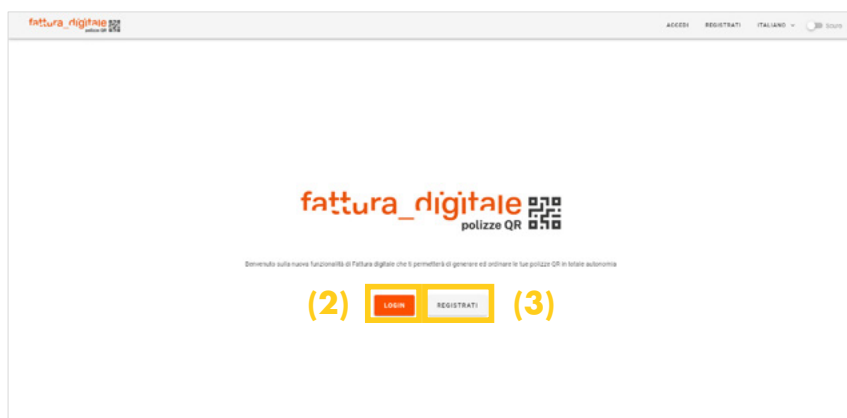 fattura_digitale
polizze QR
ACCEDI REGISTRATI ITALIANO Scuro
fattura_digitale
polizze QR
Benvenuto sulla nuova funzionalità di Fattura digitale che ti permetterà di generare ed ordinare le tue polizze QR in totale autonomia
(2) LOGIN REGISTRATI (3)